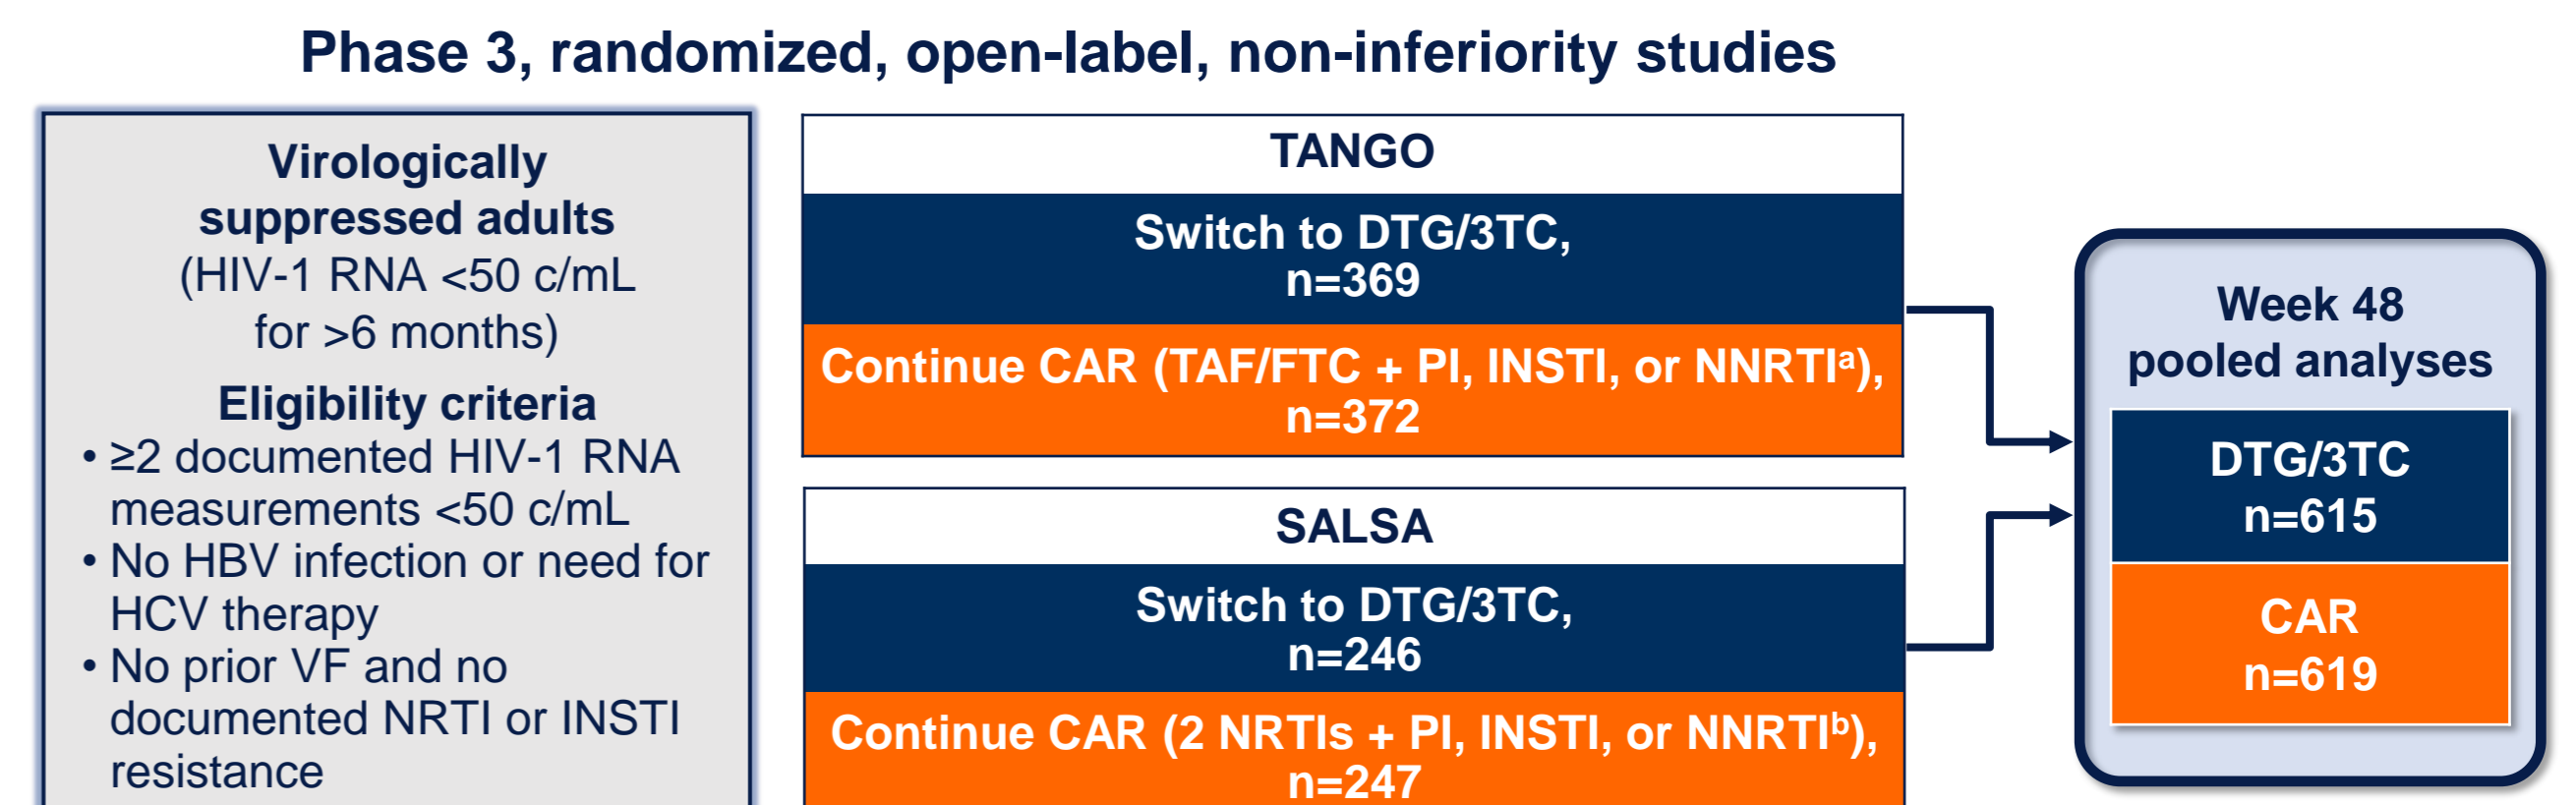 Phase 3, randomized, open-label, non-inferiority studies
Virologically
suppressed adults
(HIV-1 RNA <50 c/mL
for >6 months)
Eligibility criteria
• ≥2 documented HIV-1 RNA
measurements <50 c/mL
• No HBV infection or need for
HCV therapy
• No prior VF and no
documented NRTI or INSTI
resistance
TANGO
Switch to DTG/3TC,
n=369
Continue CAR (TAF/FTC + PI, INSTI, or NNRTIᵃ),
n=372
SALSA
Switch to DTG/3TC,
n=246
Continue CAR (2 NRTIs + PI, INSTI, or NNRTIᵇ),
n=247
Week 48
pooled analyses
DTG/3TC
n=615
CAR
n=619